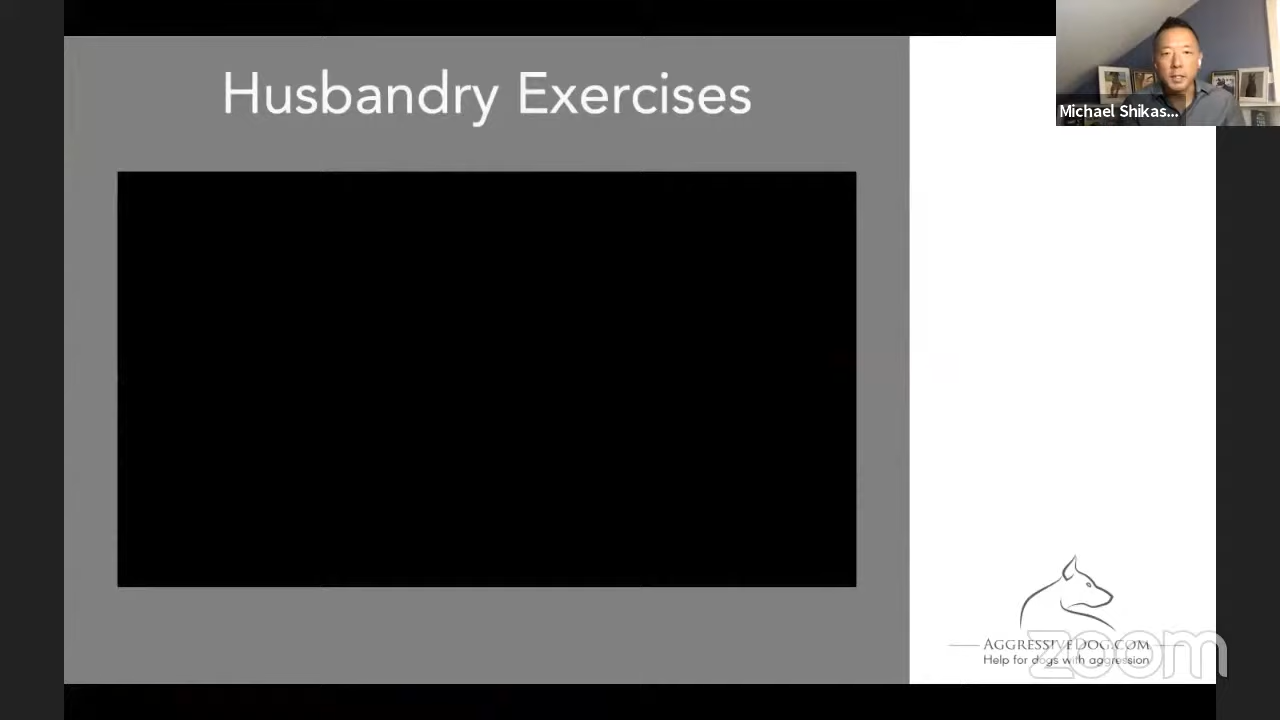 Husbandry Exercises
Michael Shikas...
AGGRESSIVEDOG.COM
Help for dogs with aggression
zoom